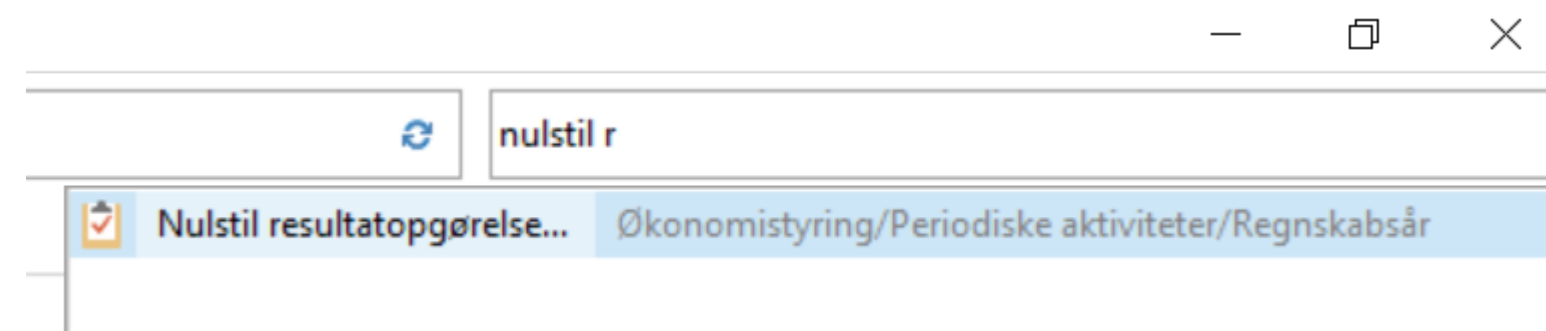 nulstil r
Nulstil resultatopgørelse... Økonomistyring/Periodiske aktiviteter/Regnskabsår